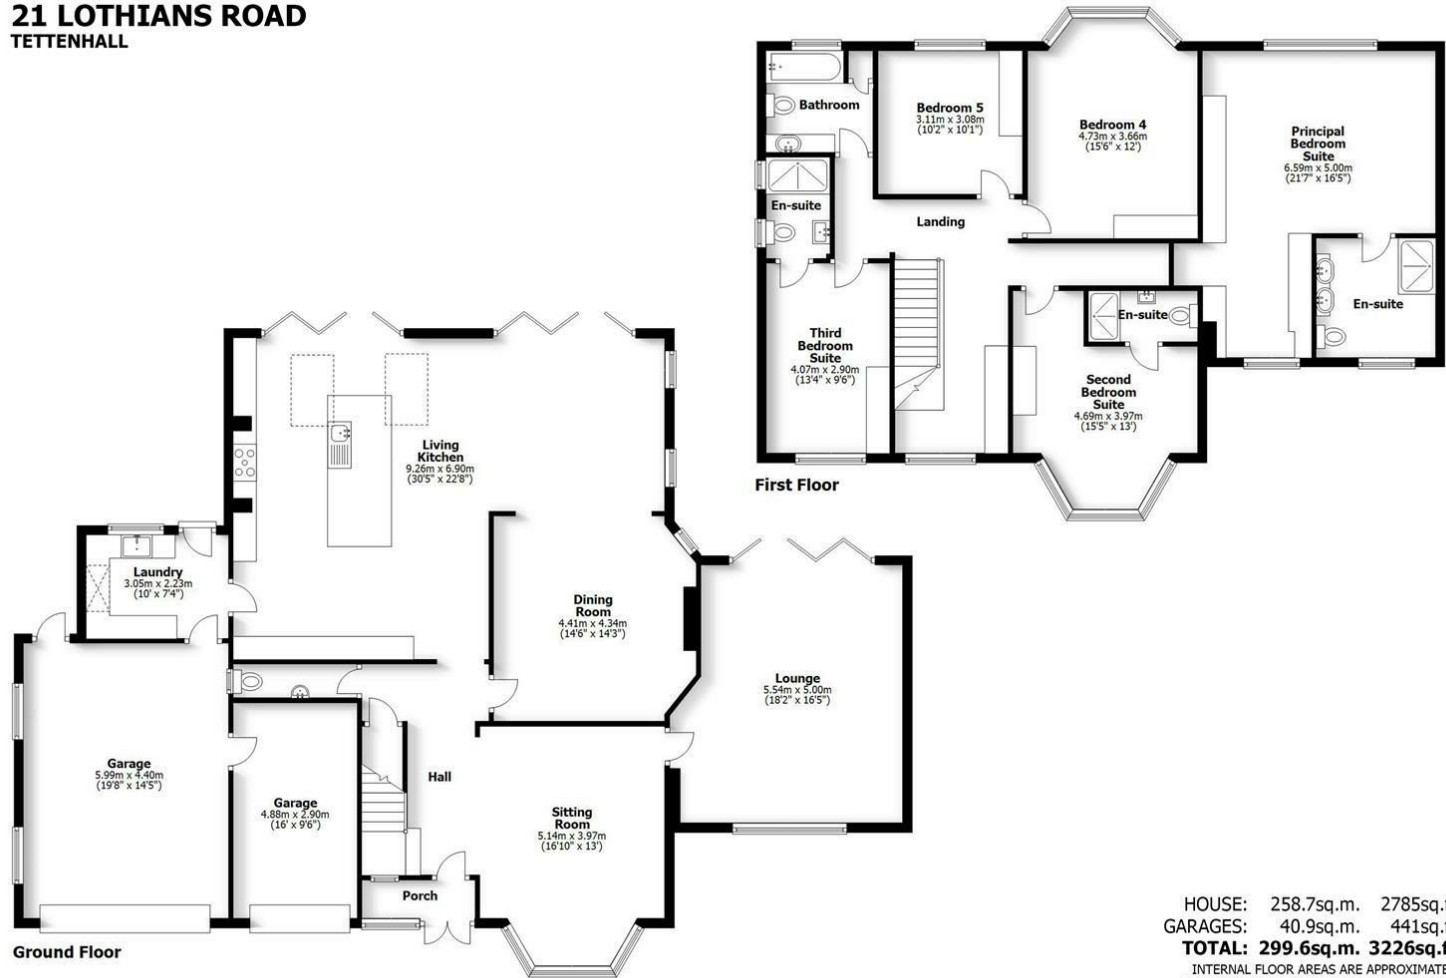 21 LOTHIANS ROAD
TETTENHALL
Bathroom
Bedroom 5
3.11m x 3.08m
(10'2" x 10'1")
Bedroom 4
4.73m x 3.66m
(15'6" x 12')
Principal
Bedroom
Suite
6.59m x 5.00m
(21'7" x 16'5")
En-suite
Landing
En-suite
En-suite
Third
Bedroom
Suite
4.07m x 2.90m
(13'4" x 9'6")
Second
Bedroom
Suite
4.69m x 3.97m
(15'5" x 13')
First Floor
Living
Kitchen
9.26m x 6.90m
(30'5" x 22'8")
Laundry
3.05m x 2.23m
(10' x 7'4")
Dining
Room
4.41m x 4.34m
(14'6" x 14'3")
Lounge
5.54m x 5.00m
(18'2" x 16'5")
Garage
5.99m x 4.40m
(19'8" x 14'5")
Hall
Garage
4.88m x 2.90m
(16' x 9'6")
Sitting
Room
5.14m x 3.97m
(16'10" x 13')
Porch
Ground Floor
HOUSE: 258.7sq.m. 2785sq.f
GARAGES: 40.9sq.m. 441sq.f
TOTAL: 299.6sq.m. 3226sq.f
INTERNAL FLOOR AREAS ARE APPROXIMATE